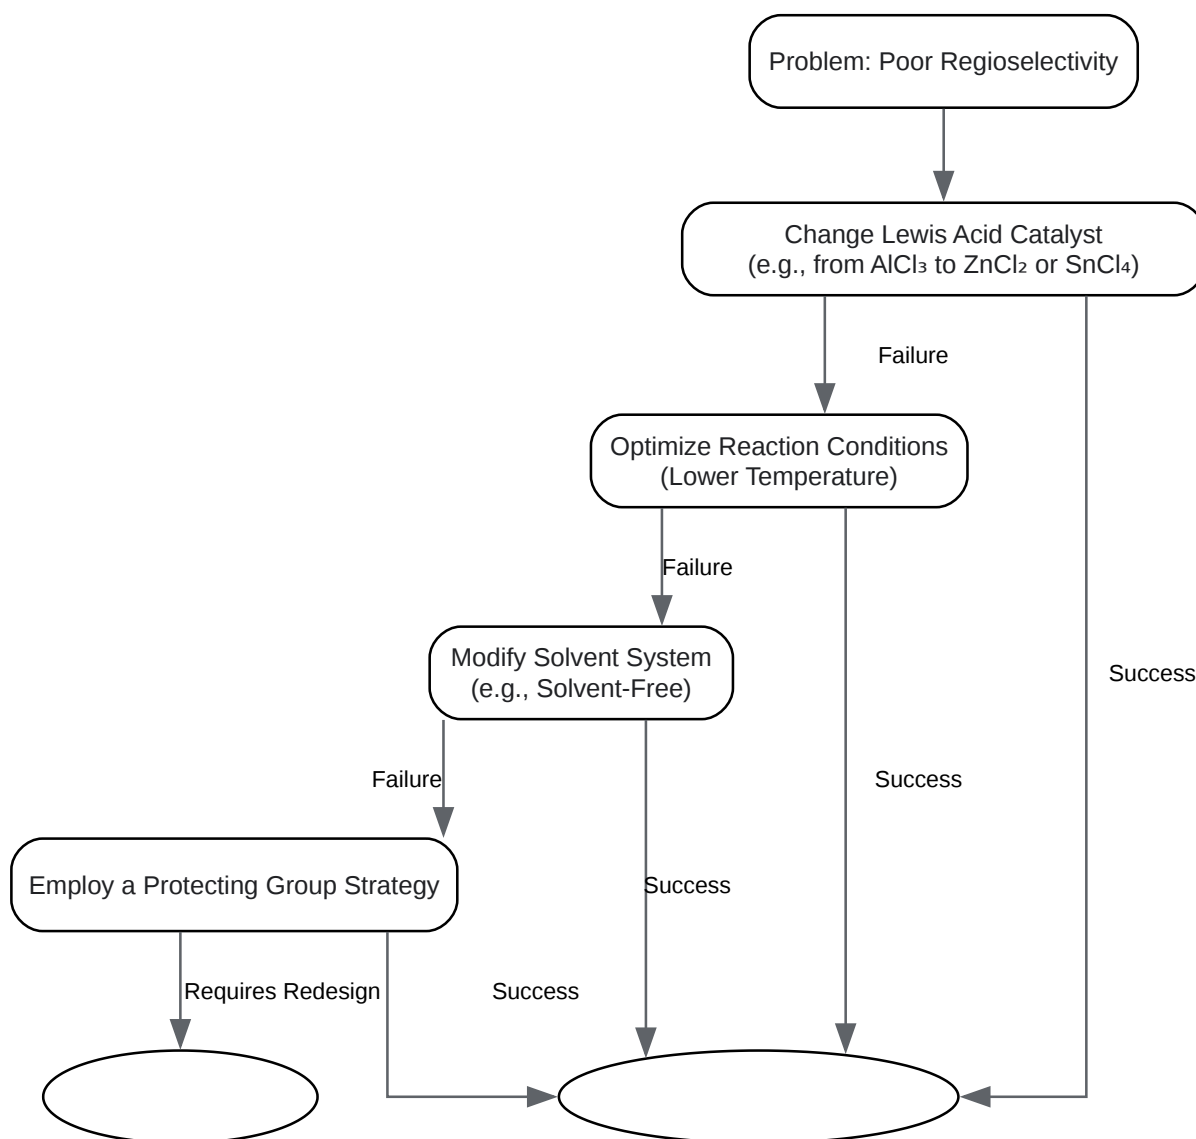 Problem: Poor Regioselectivity
Change Lewis Acid Catalyst
(e.g., from AlCl₃ to ZnCl₂ or SnCl₄)
Failure
Optimize Reaction Conditions
(Lower Temperature)
Failure
Modify Solvent System
(e.g., Solvent-Free)
Success
Failure
Success
Employ a Protecting Group Strategy
Success
Requires Redesign
Success